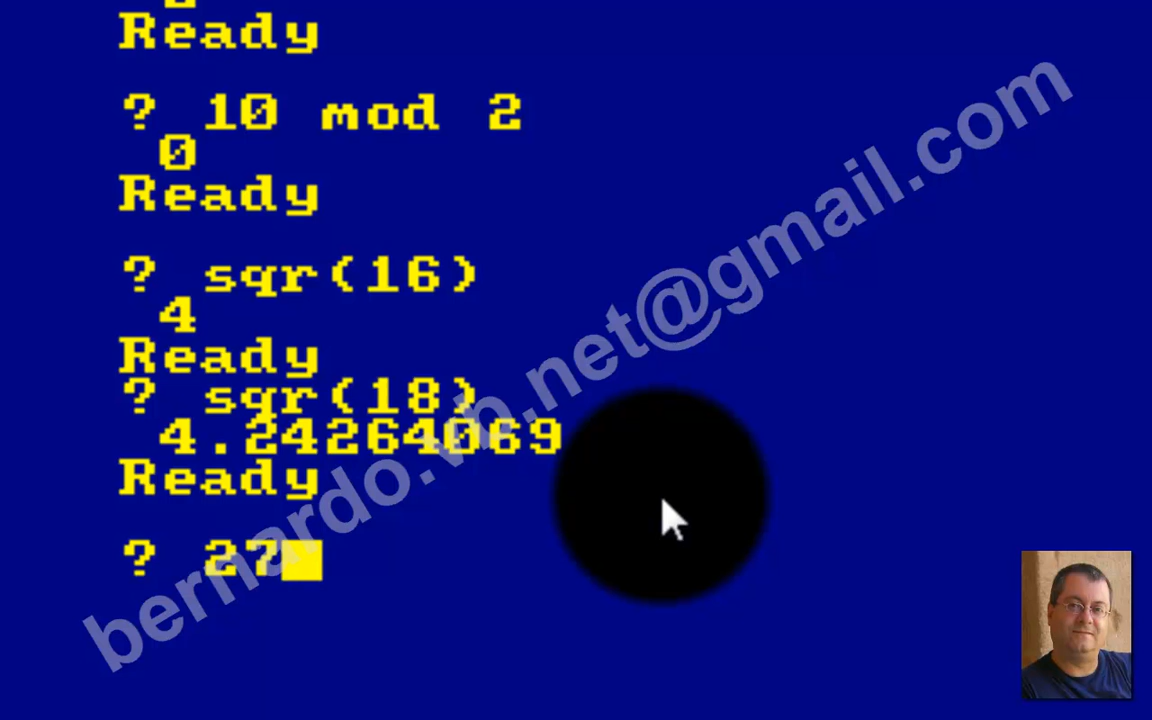 Ready
? 10 mod 2
0
Ready
? sqr(16)
4
Ready
? sqr(18)
4.24264069
Ready
? 27
bernardo.vb.net@gmail.com